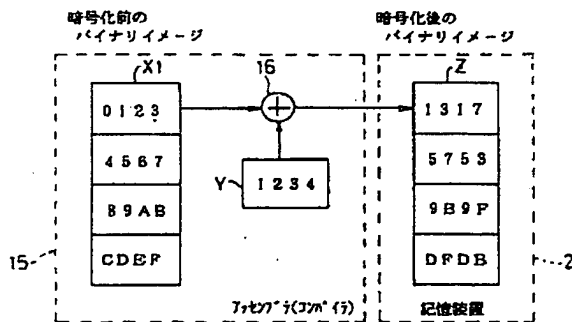 暗号化前の
バイナリイメージ
暗号化後の
バイナリイメージ
X1
16
Z
0123
1317
4567
5753
Y
1234
89AB
9B9F
CDEF
DFDB
15
2
アッセンブラ(コンパイラ)
記憶装置